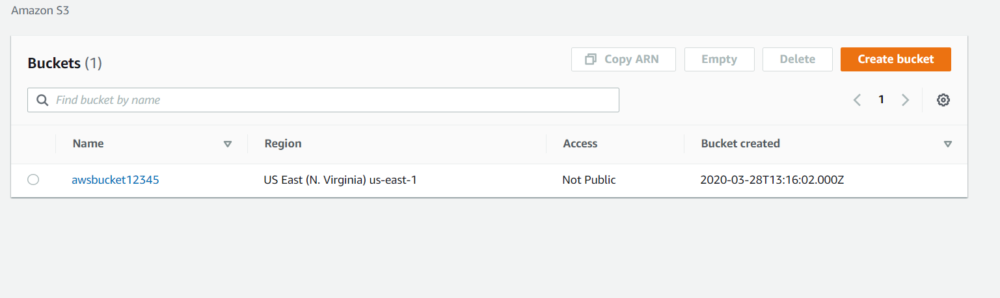 Amazon S3
Buckets (1)
Copy ARN
Empty
Delete
Create bucket
Find bucket by name
1
Name
Region
Access
Bucket created
awsbucket12345
US East (N. Virginia) us-east-1
Not Public
2020-03-28T13:16:02.000Z